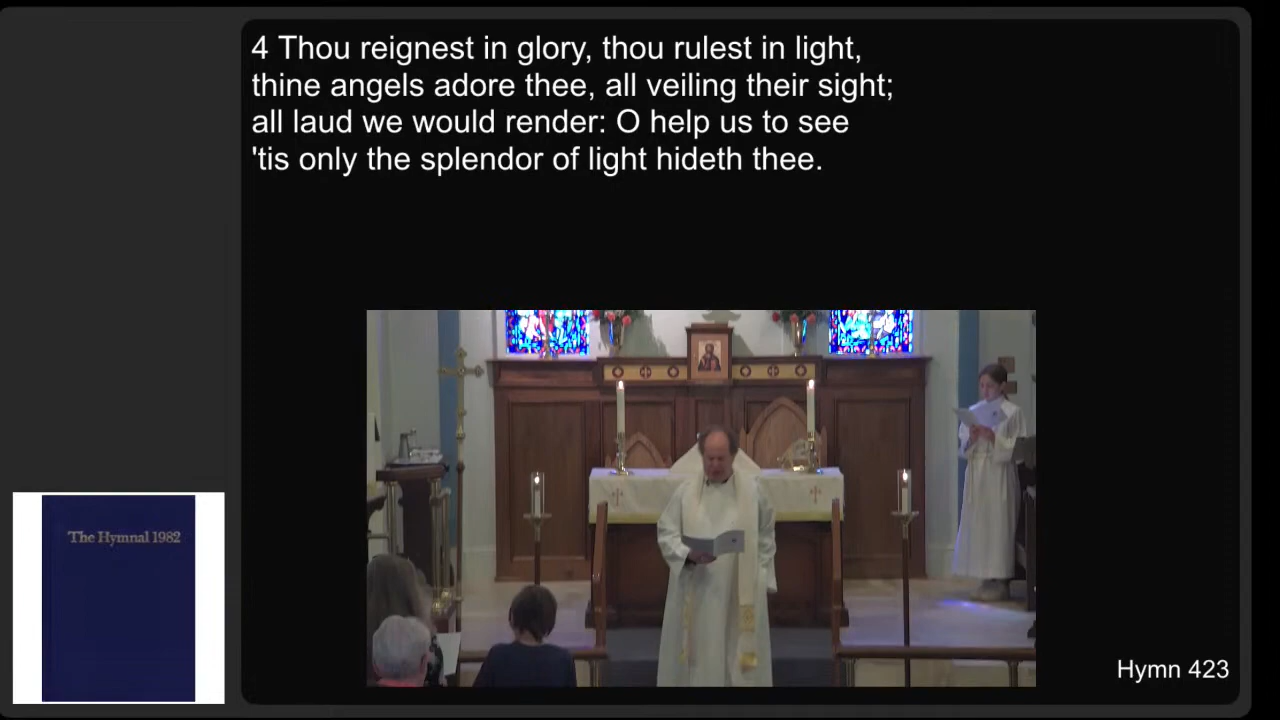 4 Thou reignest in glory, thou rulest in light,
thine angels adore thee, all veiling their sight;
all laud we would render: O help us to see
'tis only the splendor of light hideth thee.
The Hymnal 1982
Hymn 423